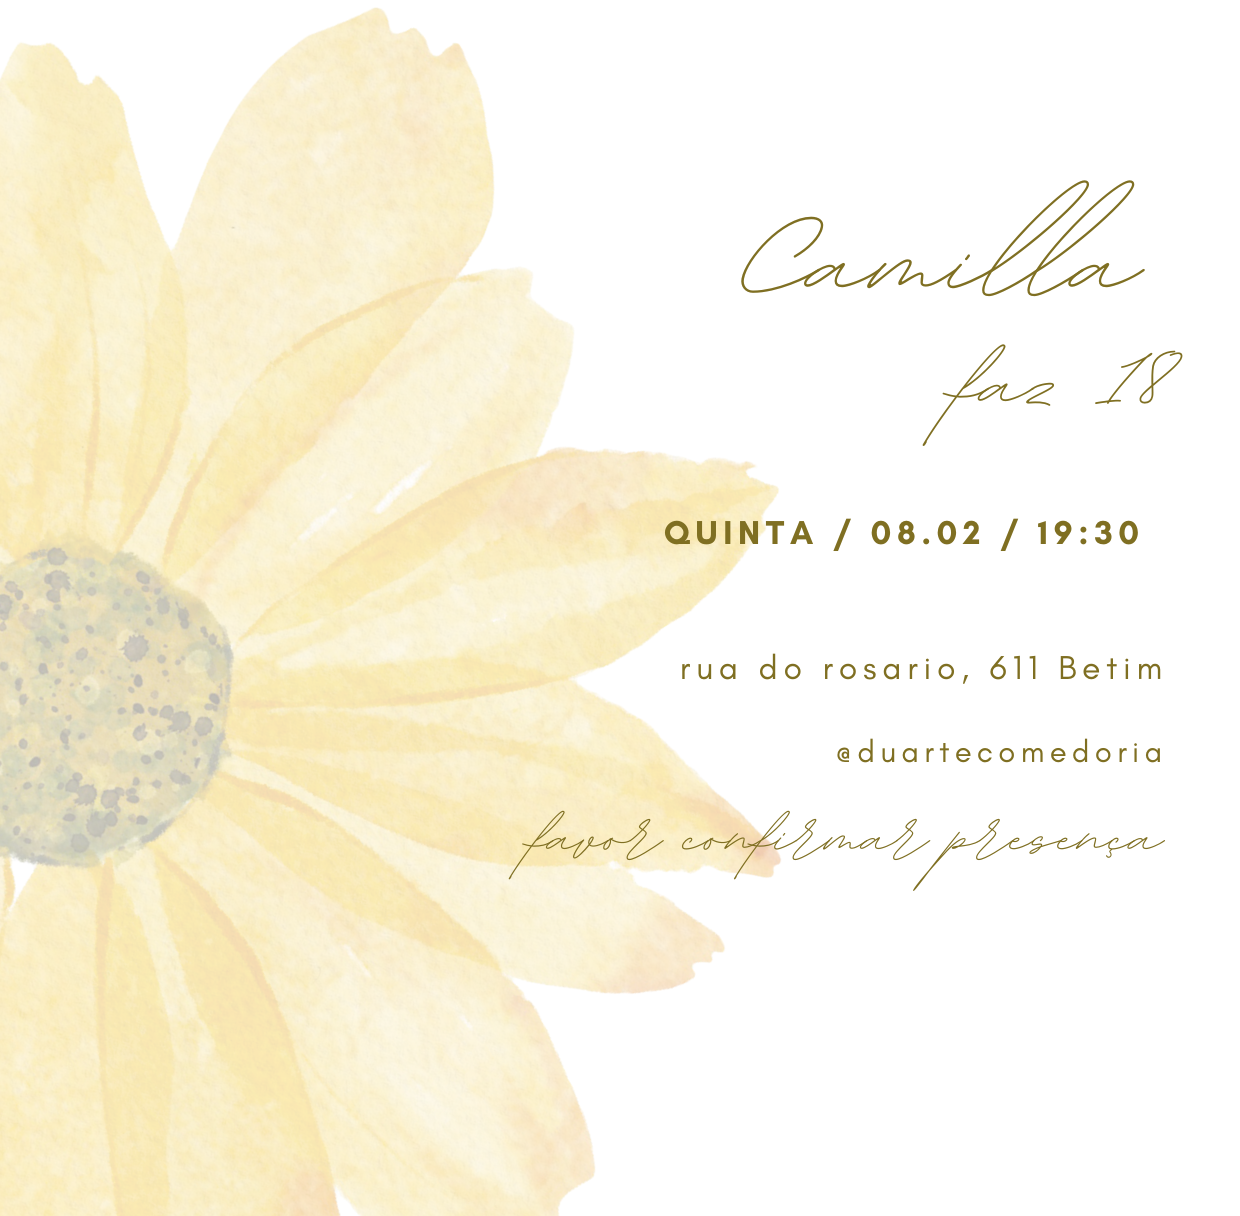 Camilla
faz 18
QUINTA / 08.02 / 19:30
rua do rosario, 611 Betim
@duartecomedoria
favor confirmar presença